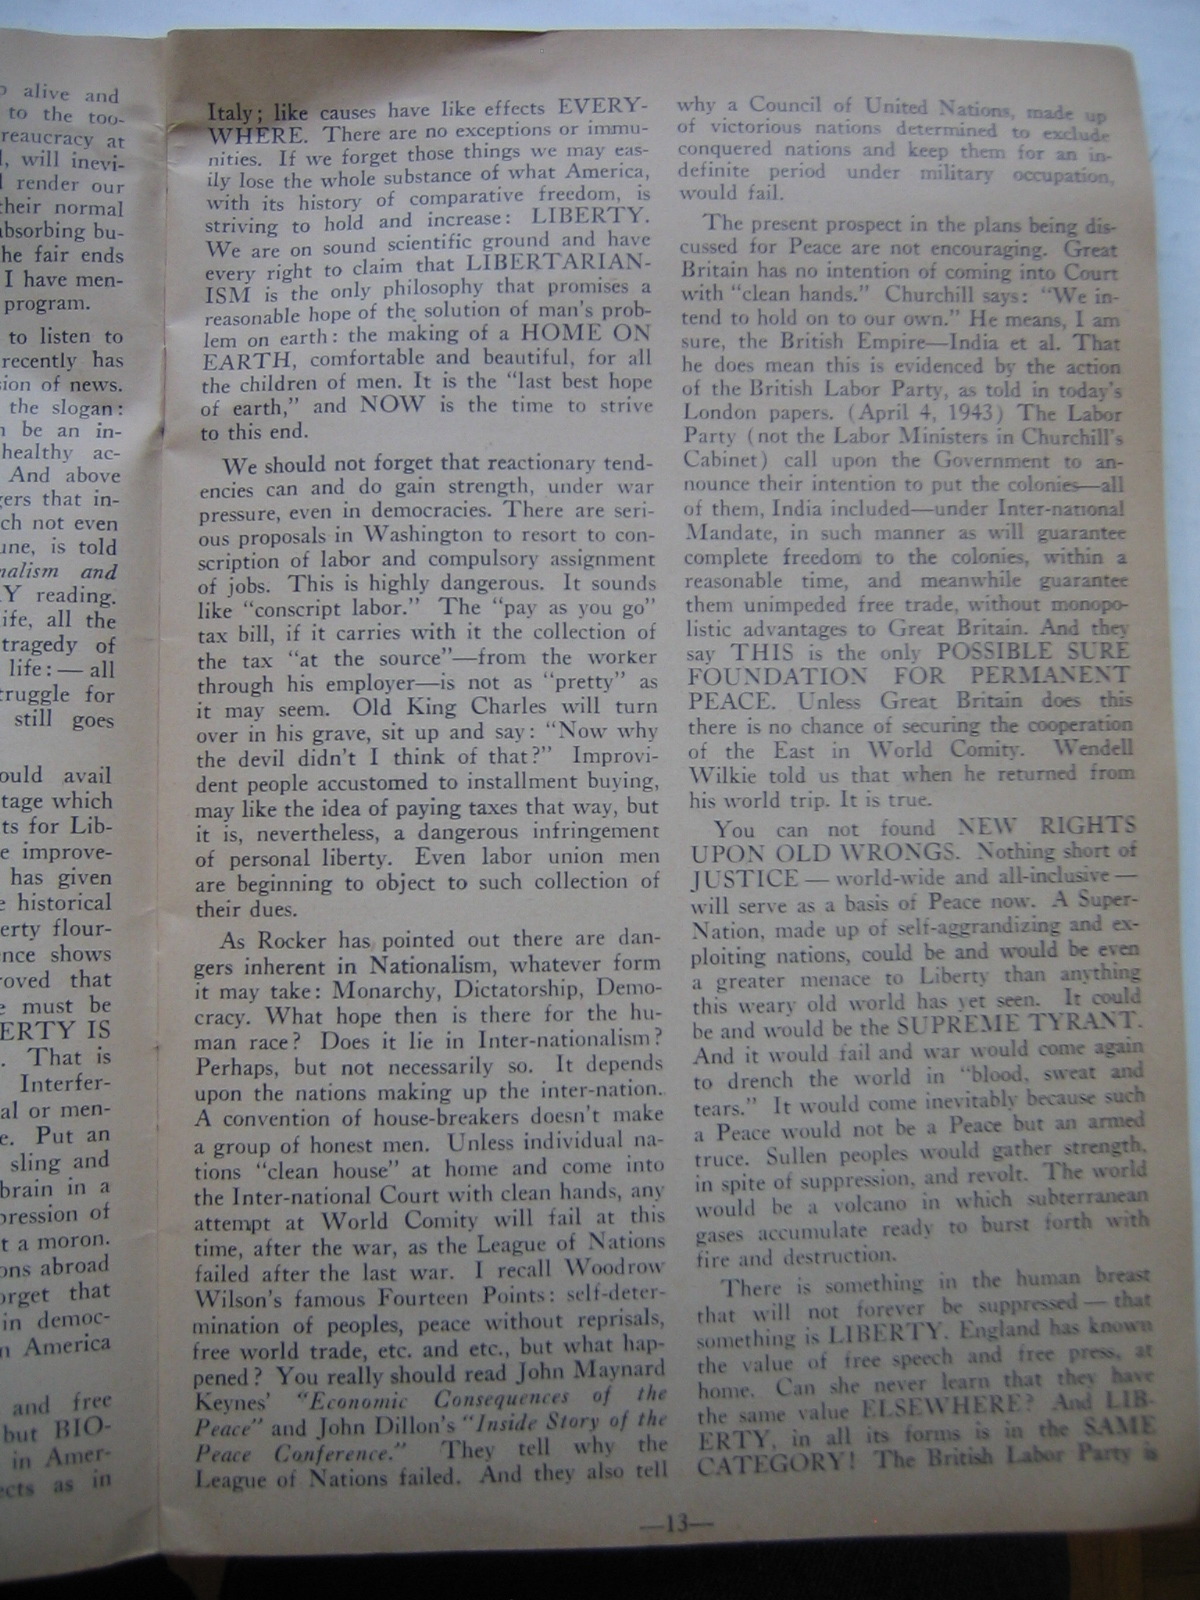 p alive and
to the too-
reaucracy at
l, will inevi-
l render our
their normal
absorbing bu-
he fair ends
I have men-
program.
to listen to
recently has
sion of news.
the slogan:
n be an in-
healthy ac-
And above
gers that in-
ch not even
une, is told
nalism and
RY reading.
ife, all the
tragedy of
life: — all
truggle for
still goes
ould avail
tage which
ts for Lib-
e improve-
has given
e historical
erty flour-
nce shows
roved that
e must be
ERTY IS
. That is
Interfer-
al or men-
e. Put an
sling and
brain in a
pression of
t a moron.
ons abroad
orget that
in democ-
n America
and free
but BIO-
in Amer-
ects as in
Italy; like causes have like effects EVERY-
WHERE. There are no exceptions or immu-
nities. If we forget those things we may eas-
ily lose the whole substance of what America,
with its history of comparative freedom, is
striving to hold and increase: LIBERTY.
We are on sound scientific ground and have
every right to claim that LIBERTARIAN-
ISM is the only philosophy that promises a
reasonable hope of the solution of man's prob-
lem on earth: the making of a HOME ON
EARTH, comfortable and beautiful, for all
the children of men. It is the "last best hope
of earth," and NOW is the time to strive
to this end.
We should not forget that reactionary tend-
encies can and do gain strength, under war
pressure, even in democracies. There are seri-
ous proposals in Washington to resort to con-
scription of labor and compulsory assignment
of jobs. This is highly dangerous. It sounds
like "conscript labor." The "pay as you go"
tax bill, if it carries with it the collection of
the tax "at the source"—from the worker
through his employer—is not as "pretty" as
it may seem. Old King Charles will turn
over in his grave, sit up and say: "Now why
the devil didn't I think of that?" Improvi-
dent people accustomed to installment buying,
may like the idea of paying taxes that way, but
it is, nevertheless, a dangerous infringement
of personal liberty. Even labor union men
are beginning to object to such collection of
their dues.
As Rocker has pointed out there are dan-
gers inherent in Nationalism, whatever form
it may take: Monarchy, Dictatorship, Demo-
cracy. What hope then is there for the hu-
man race? Does it lie in Inter-nationalism?
Perhaps, but not necessarily so. It depends
upon the nations making up the inter-nation.
A convention of house-breakers doesn't make
a group of honest men. Unless individual na-
tions "clean house" at home and come into
the Inter-national Court with clean hands, any
attempt at World Comity will fail at this
time, after the war, as the League of Nations
failed after the last war. I recall Woodrow
Wilson's famous Fourteen Points: self-deter-
mination of peoples, peace without reprisals,
free world trade, etc. and etc., but what hap-
pened? You really should read John Maynard
Keynes' "Economic Consequences of the
Peace" and John Dillon's "Inside Story of the
Peace Conference." They tell why the
League of Nations failed. And they also tell
why a Council of United Nations, made up
of victorious nations determined to exclude
conquered nations and keep them for an in-
definite period under military occupation,
would fail.
The present prospect in the plans being dis-
cussed for Peace are not encouraging. Great
Britain has no intention of coming into Court
with "clean hands." Churchill says: "We in-
tend to hold on to our own." He means, I am
sure, the British Empire—India et al. That
he does mean this is evidenced by the action
of the British Labor Party, as told in today's
London papers. (April 4, 1943) The Labor
Party (not the Labor Ministers in Churchill's
Cabinet) call upon the Government to an-
nounce their intention to put the colonies—all
of them, India included—under Inter-national
Mandate, in such manner as will guarantee
complete freedom to the colonies, within a
reasonable time, and meanwhile guarantee
them unimpeded free trade, without monopo-
listic advantages to Great Britain. And they
say THIS is the only POSSIBLE SURE
FOUNDATION FOR PERMANENT
PEACE. Unless Great Britain does this
there is no chance of securing the cooperation
of the East in World Comity. Wendell
Wilkie told us that when he returned from
his world trip. It is true.
You can not found NEW RIGHTS
UPON OLD WRONGS. Nothing short of
JUSTICE — world-wide and all-inclusive —
will serve as a basis of Peace now. A Super-
Nation, made up of self-aggrandizing and ex-
ploiting nations, could be and would be even
a greater menace to Liberty than anything
this weary old world has yet seen. It could
be and would be the SUPREME TYRANT.
And it would fail and war would come again
to drench the world in "blood, sweat and
tears." It would come inevitably because such
a Peace would not be a Peace but an armed
truce. Sullen peoples would gather strength,
in spite of suppression, and revolt. The world
would be a volcano in which subterranean
gases accumulate ready to burst forth with
fire and destruction.
There is something in the human breast
that will not forever be suppressed — that
something is LIBERTY. England has known
the value of free speech and free press, at
home. Can she never learn that they have
the same value ELSEWHERE? And LIB-
ERTY, in all its forms is in the SAME
CATEGORY! The British Labor Party is
—13—